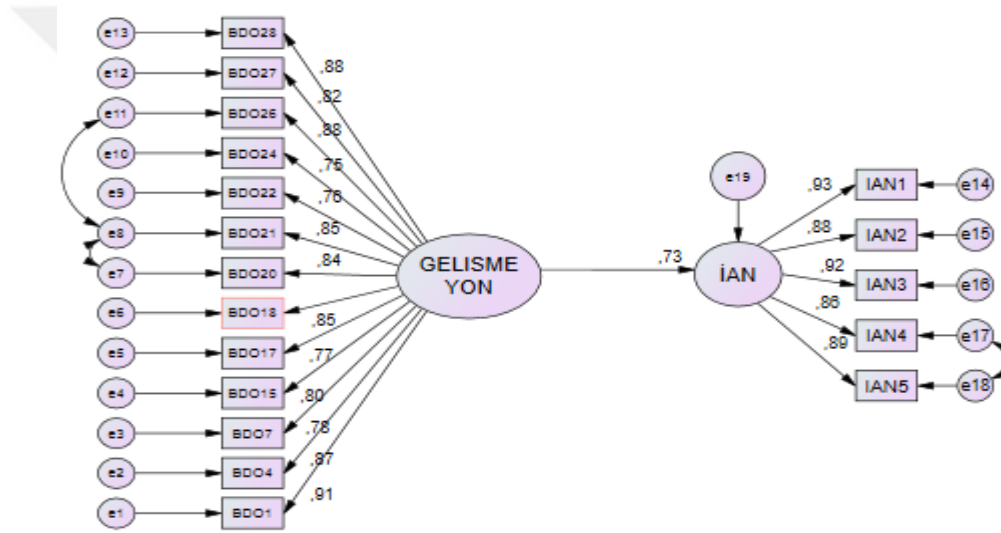 e13 BDO28
,88
e12 BDO27
,82
e11 BDO26
,88
e10 BDO24
,75
e9 BDO22
,76
e8 BDO21
,85
e7 BDO20
,84
e6 BDO18
,85
e5 BDO17
,77
e4 BDO15
,80
e3 BDO7
,78
e2 BDO4
,87
e1 BDO1
,91
GELISME
YON
,73
e19
İAN
,93
IAN1 e14
,88
IAN2 e15
,92
IAN3 e16
,86
IAN4 e17
,89
IAN5 e18